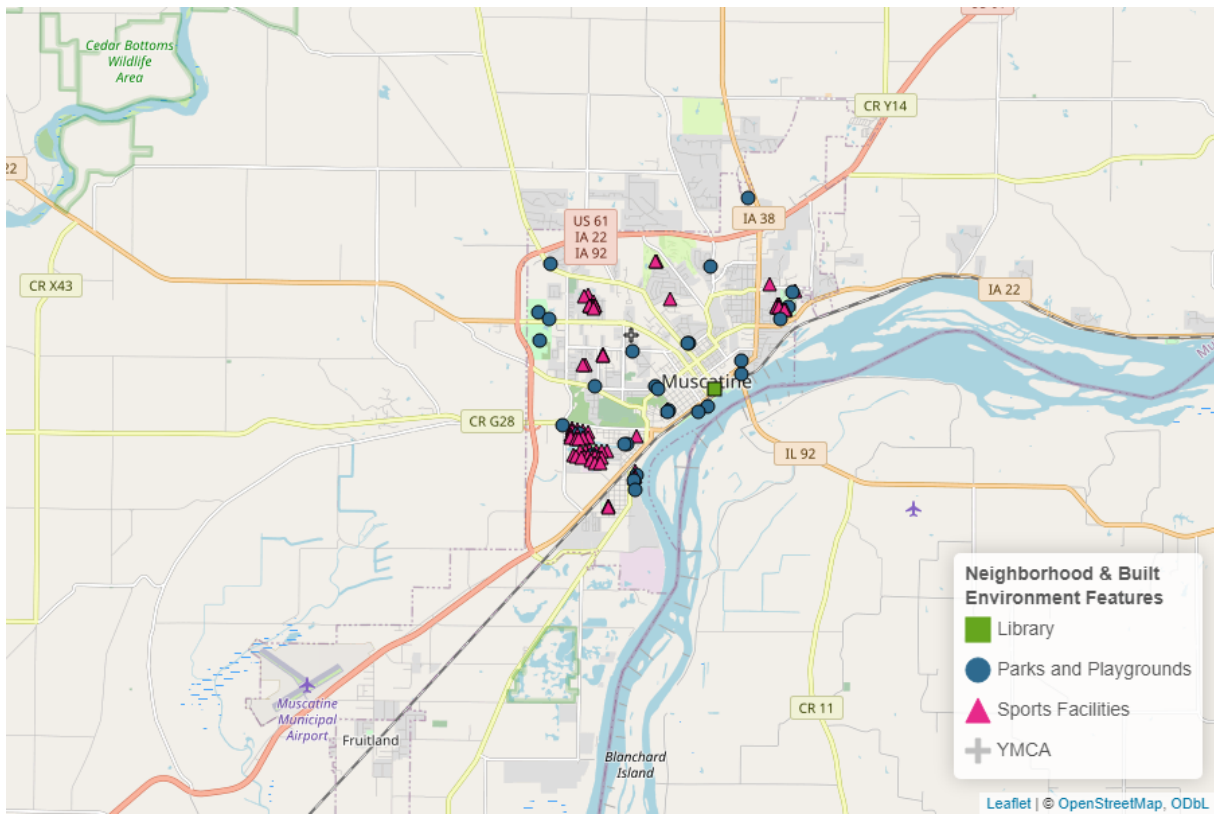 Cedar Bottoms
Wildlife
Area
CR Y14
22
IA 38
US 61
IA 22
IA 92
CR X43
IA 22
Muscatine
CR G28
IL 92
Neighborhood & Built
Environment Features
Library
Parks and Playgrounds
Sports Facilities
YMCA
Muscatine
Municipal
Airport
Fruitland
CR 11
Blanchard
Island
Leaflet | © OpenStreetMap, ODbL